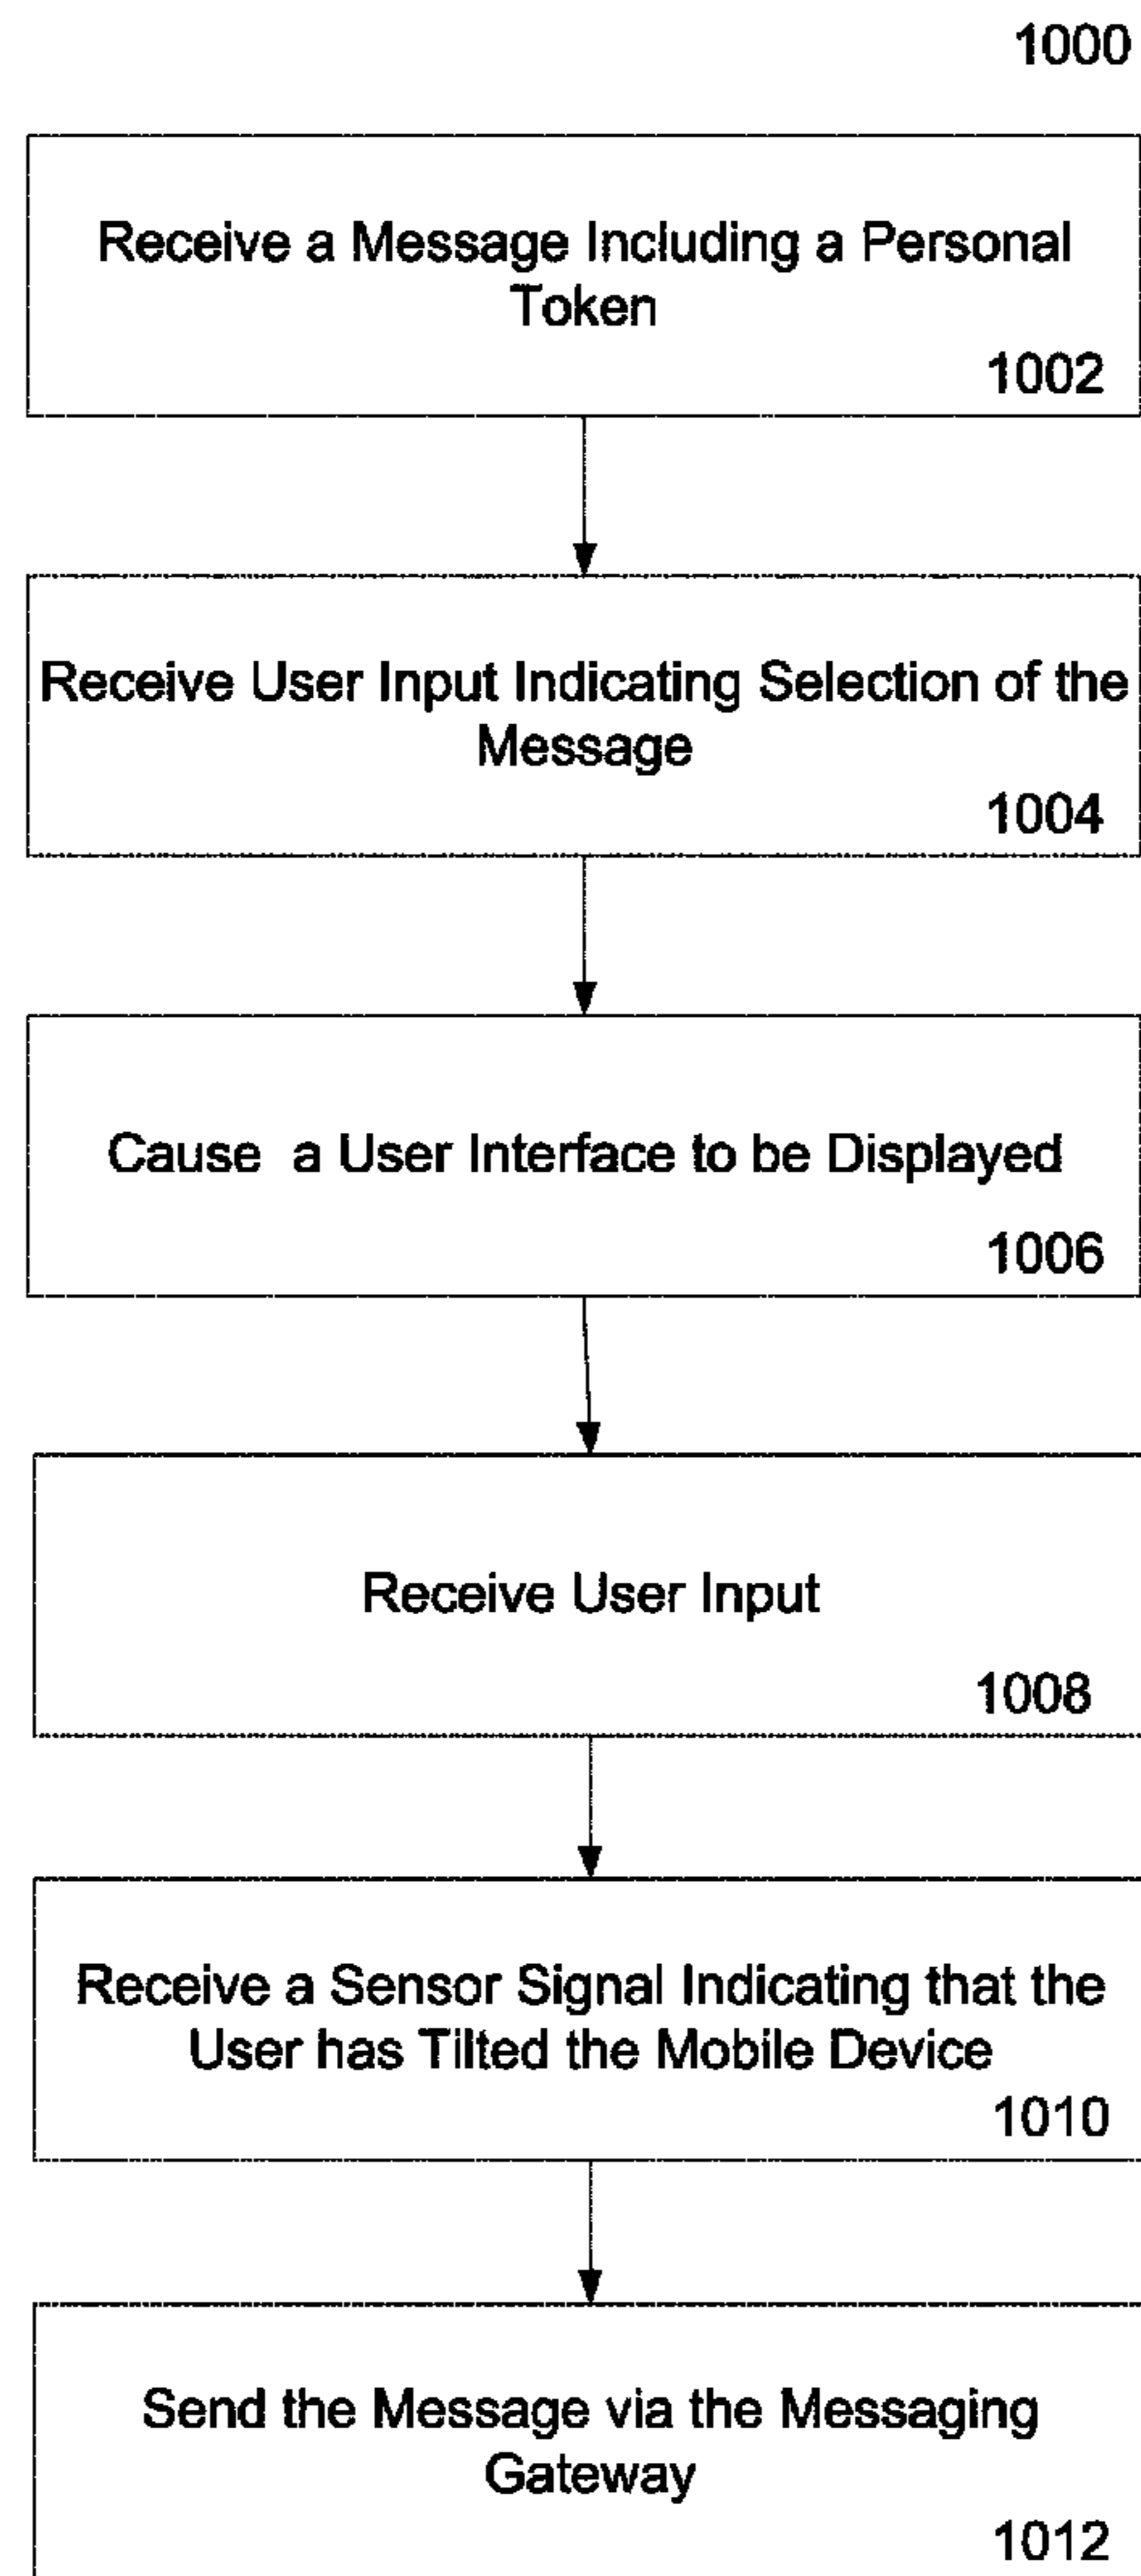 1000
Receive a Message Including a Personal
Token
1002
Receive User Input Indicating Selection of the
Message
1004
Cause a User Interface to be Displayed
1006
Receive User Input
1008
Receive a Sensor Signal Indicating that the
User has Tilted the Mobile Device
1010
Send the Message via the Messaging
Gateway
1012